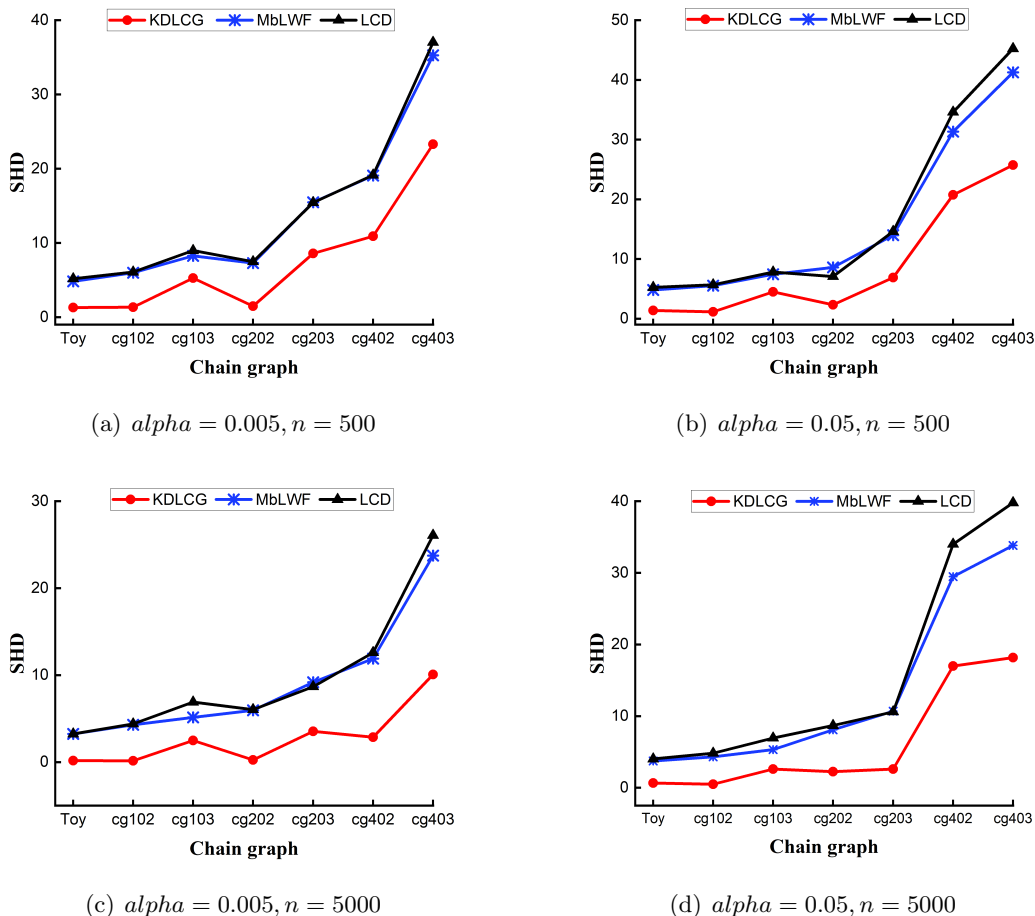 KDLCG MbLWF LCD
40
30
20
10
0
SHD
Toy cg102 cg103 cg202 cg203 cg402 cg403
Chain graph
(a) alpha = 0.005, n = 500
KDLCG MbLWF LCD
50
40
30
20
10
0
SHD
Toy cg102 cg103 cg202 cg203 cg402 cg403
Chain graph
(b) alpha = 0.05, n = 500
KDLCG MbLWF LCD
30
20
10
0
SHD
Toy cg102 cg103 cg202 cg203 cg402 cg403
Chain graph
(c) alpha = 0.005, n = 5000
KDLCG MbLWF LCD
40
30
20
10
0
SHD
Toy cg102 cg103 cg202 cg203 cg402 cg403
Chain graph
(d) alpha = 0.05, n = 5000